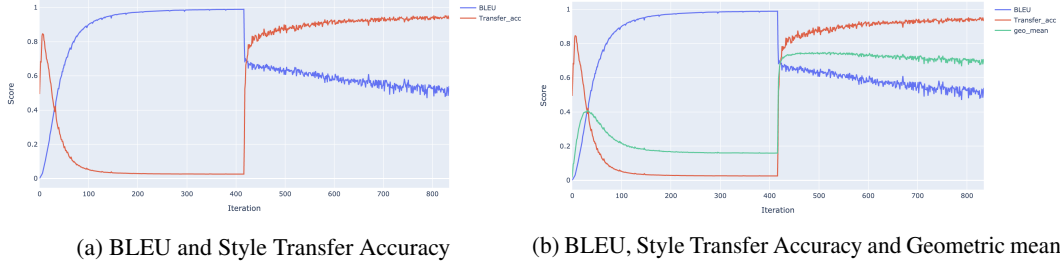 BLEU
Transfer_acc
1
0.8
0.6
0.4
0.2
0
Score
0
100
200
300
400
500
600
700
800
Iteration
(a) BLEU and Style Transfer Accuracy
BLEU
Transfer_acc
geo_mean
1
0.8
0.6
0.4
0.2
0
Score
0
100
200
300
400
500
600
700
800
Iteration
(b) BLEU, Style Transfer Accuracy and Geometric mean